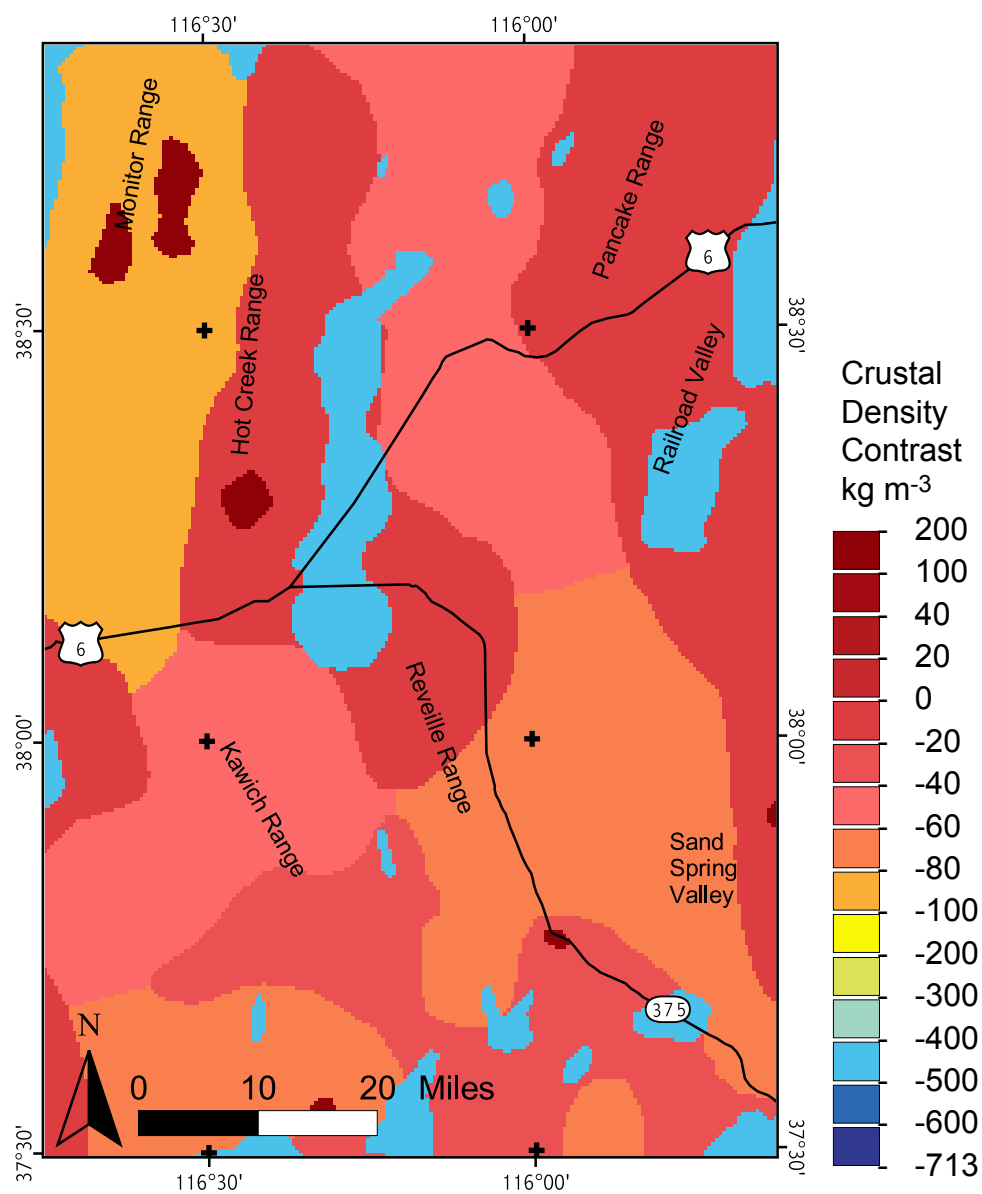 116°30'
116°00'
Monitor Range
Pancake Range
6
Hot Creek Range
38°30'
38°30'
Railroad Valley
Crustal
Density
Contrast
kg m-3
200
100
40
20
0
-20
-40
-60
-80
-100
-200
-300
-400
-500
-600
-713
6
Reveille Range
38°00'
38°00'
Kawich Range
Sand
Spring
Valley
375
N
0 10 20 Miles
37°30'
37°30'
116°30'
116°00'